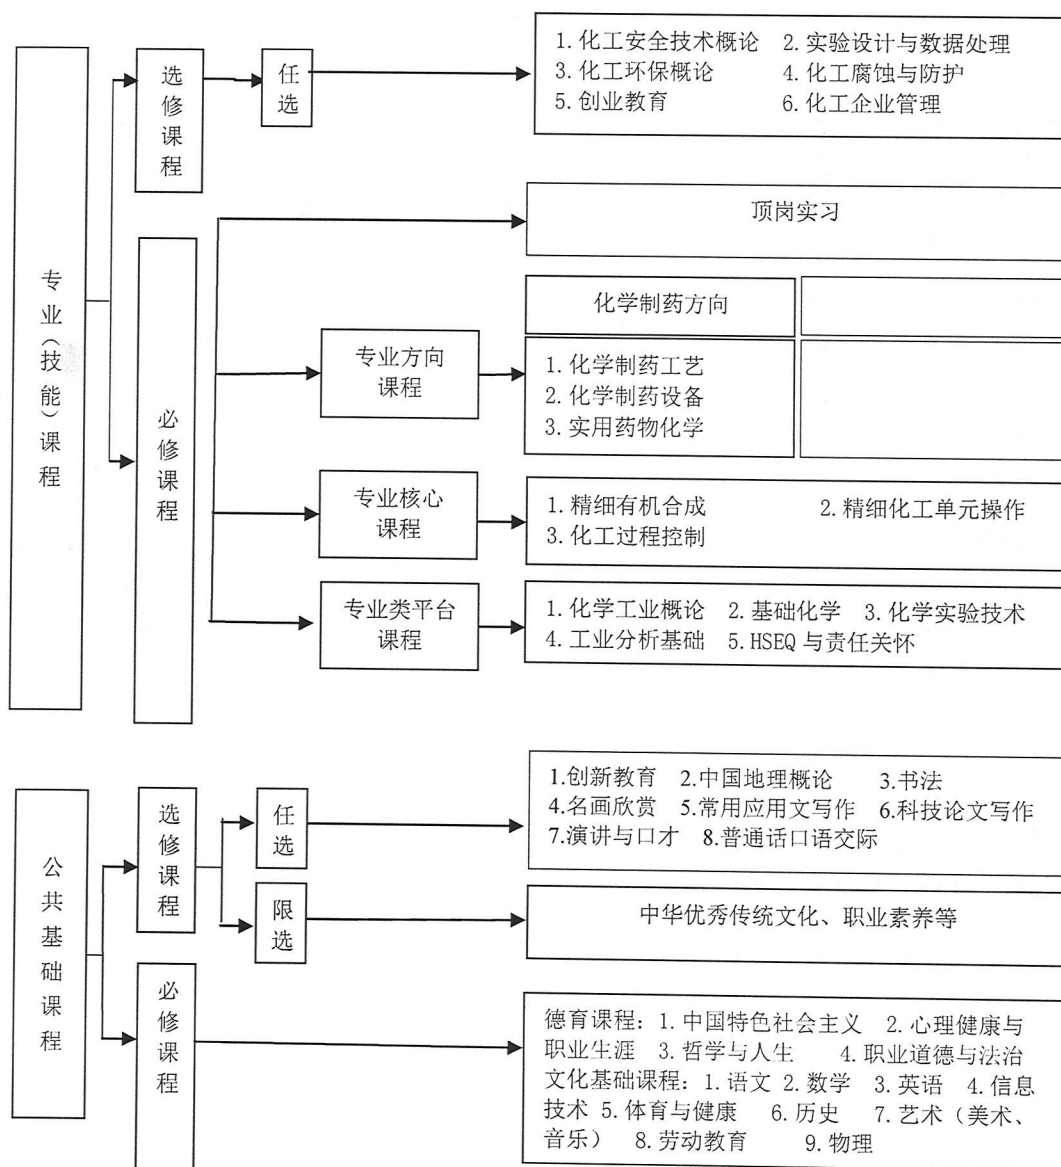 专业（技能）课程
选修课程
任选
1. 化工安全技术概论 2. 实验设计与数据处理
3. 化工环保概论 4. 化工腐蚀与防护
5. 创业教育 6. 化工企业管理
必修课程
顶岗实习
专业方向
课程
化学制药方向
1. 化学制药工艺
2. 化学制药设备
3. 实用药物化学
专业核心
课程
1. 精细有机合成 2. 精细化工单元操作
3. 化工过程控制
专业类平台
课程
1. 化学工业概论 2. 基础化学 3. 化学实验技术
4. 工业分析基础 5. HSEQ 与责任关怀
公共基础课程
选修课程
任选
1.创新教育 2.中国地理概论 3.书法
4.名画欣赏 5.常用应用文写作 6.科技论文写作
7.演讲与口才 8.普通话口语交际
限选
中华优秀传统文化、职业素养等
必修课程
德育课程：1. 中国特色社会主义 2. 心理健康与
职业生涯 3. 哲学与人生 4. 职业道德与法治
文化基础课程：1. 语文 2. 数学 3. 英语 4. 信息
技术 5. 体育与健康 6. 历史 7. 艺术（美术、
音乐） 8. 劳动教育 9. 物理